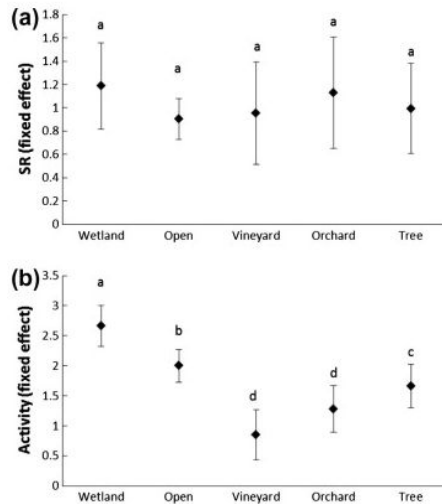 (a)
SR (fixed effect)
1.8
1.6
1.4
1.2
1
0.8
0.6
0.4
0.2
0
a
a
a
a
a
Wetland Open Vineyard Orchard Tree
(b)
Activity (fixed effect)
3.5
3
2.5
2
1.5
1
0.5
0
a
b
d
d
c
Wetland Open Vineyard Orchard Tree